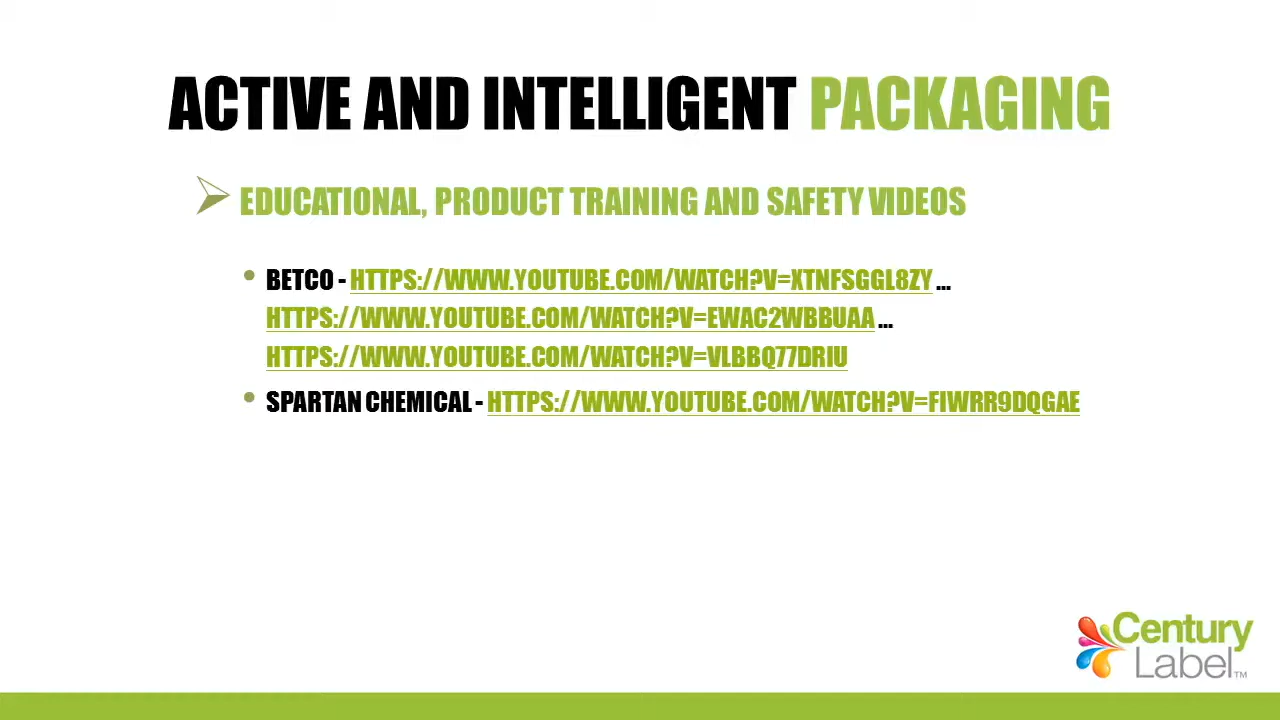 ACTIVE AND INTELLIGENT PACKAGING
EDUCATIONAL, PRODUCT TRAINING AND SAFETY VIDEOS
BETCO - HTTPS://WWW.YOUTUBE.COM/WATCH?V=XTNFSGGL8ZY ...
HTTPS://WWW.YOUTUBE.COM/WATCH?V=EWAC2WBBUAA ...
HTTPS://WWW.YOUTUBE.COM/WATCH?V=VLBBQ77DRIU
SPARTAN CHEMICAL - HTTPS://WWW.YOUTUBE.COM/WATCH?V=FIWRR9DQGAE
Century
Label™